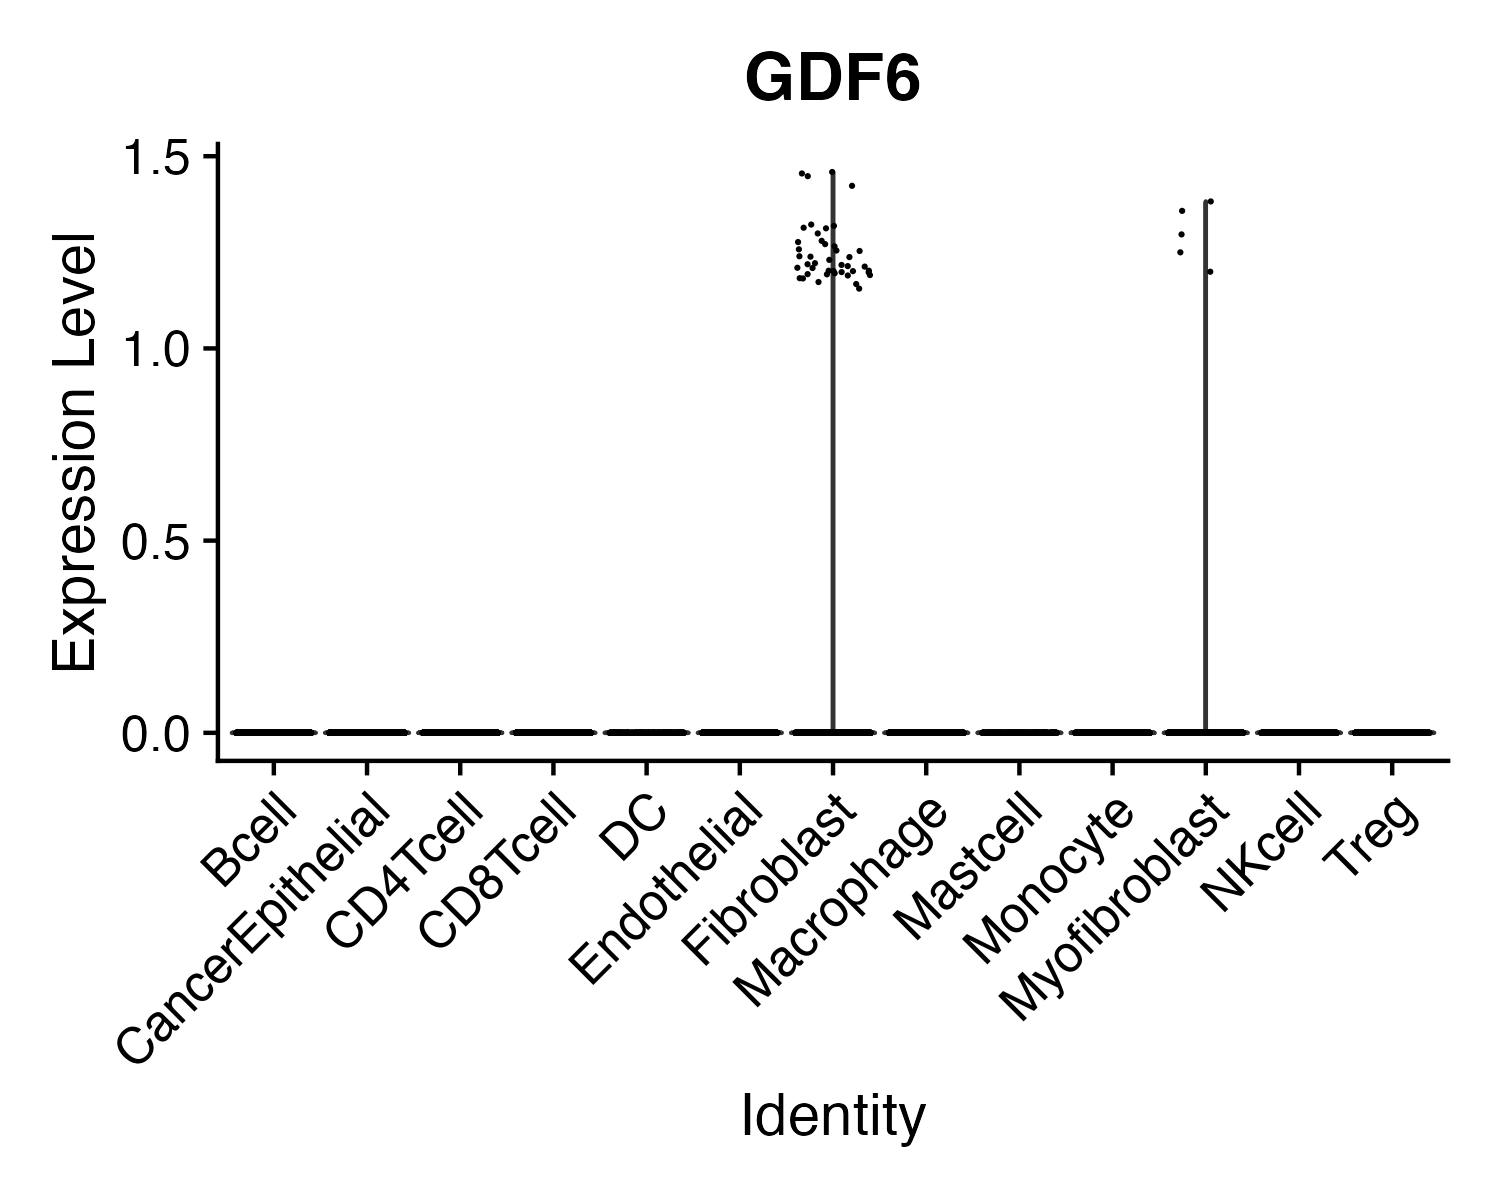 GDF6
Expression Level
1.5
1.0
0.5
0.0
Bcell
CancerEpithelial
CD4Tcell
CD8Tcell
DC
Endothelial
Fibroblast
Macrophage
Mastcell
Monocyte
Myofibroblast
NKcell
Treg
Identity